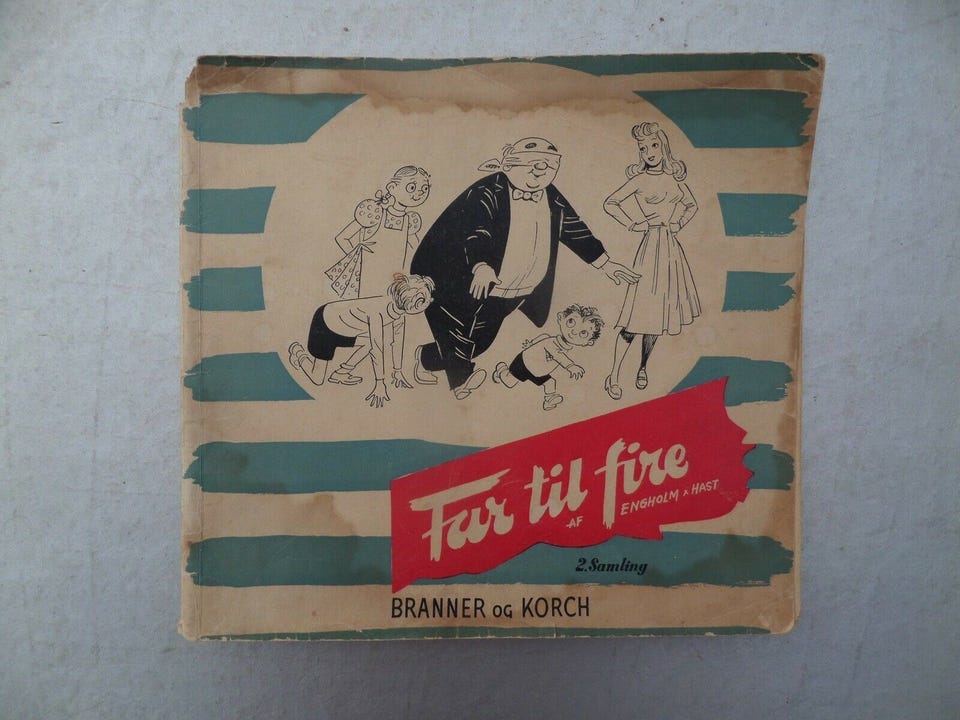 Far til fire
AF ENGHOLM & HAST
2. Samling
BRANNER OG KORCH